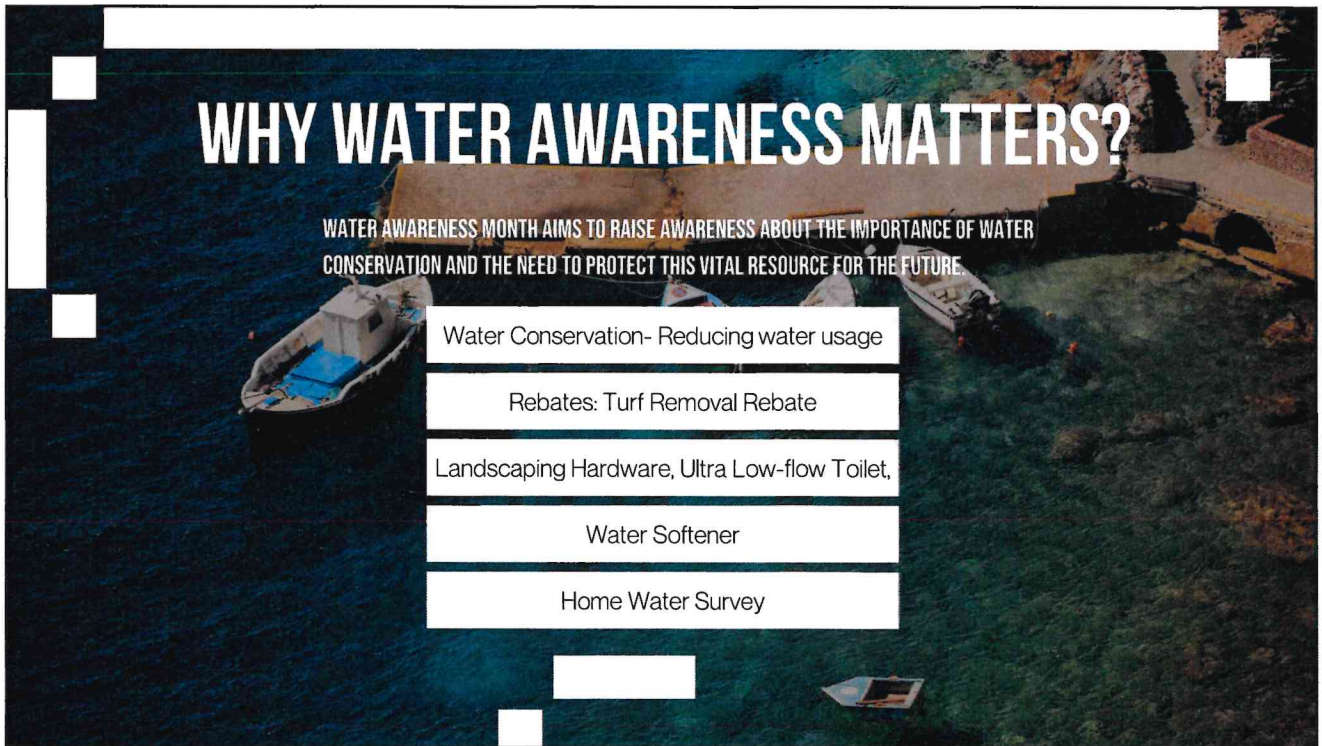 WHY WATER AWARENESS MATTERS?
WATER AWARENESS MONTH AIMS TO RAISE AWARENESS ABOUT THE IMPORTANCE OF WATER
CONSERVATION AND THE NEED TO PROTECT THIS VITAL RESOURCE FOR THE FUTURE.
Water Conservation- Reducing water usage
Rebates: Turf Removal Rebate
Landscaping Hardware, Ultra Low-flow Toilet,
Water Softener
Home Water Survey